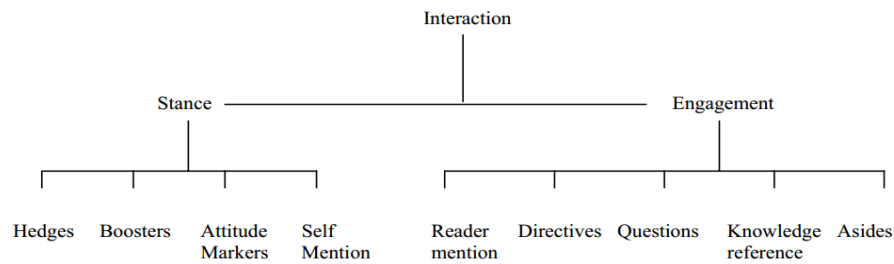 Interaction
Stance
Engagement
Hedges
Boosters
Attitude
Markers
Self
Mention
Reader
mention
Directives
Questions
Knowledge
reference
Asides